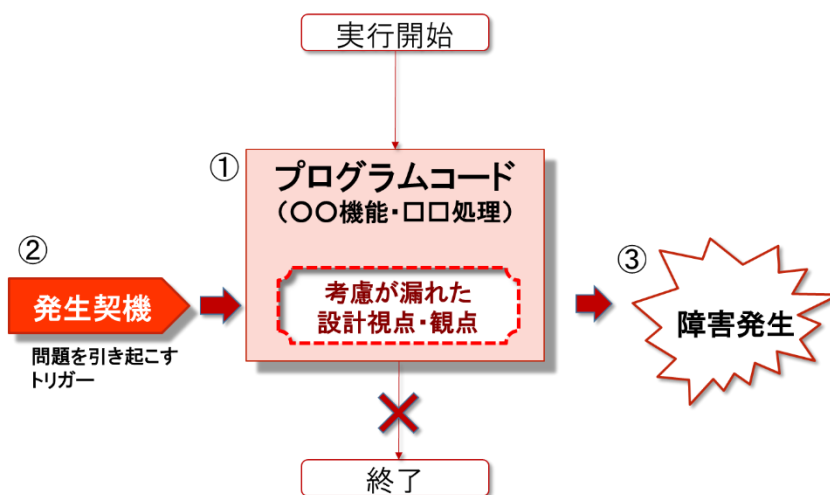 実行開始
①
プログラムコード
（〇〇機能・□□処理）
②
発生契機
問題を引き起こす
トリガー
考慮が漏れた
設計視点・観点
③
障害発生
終了